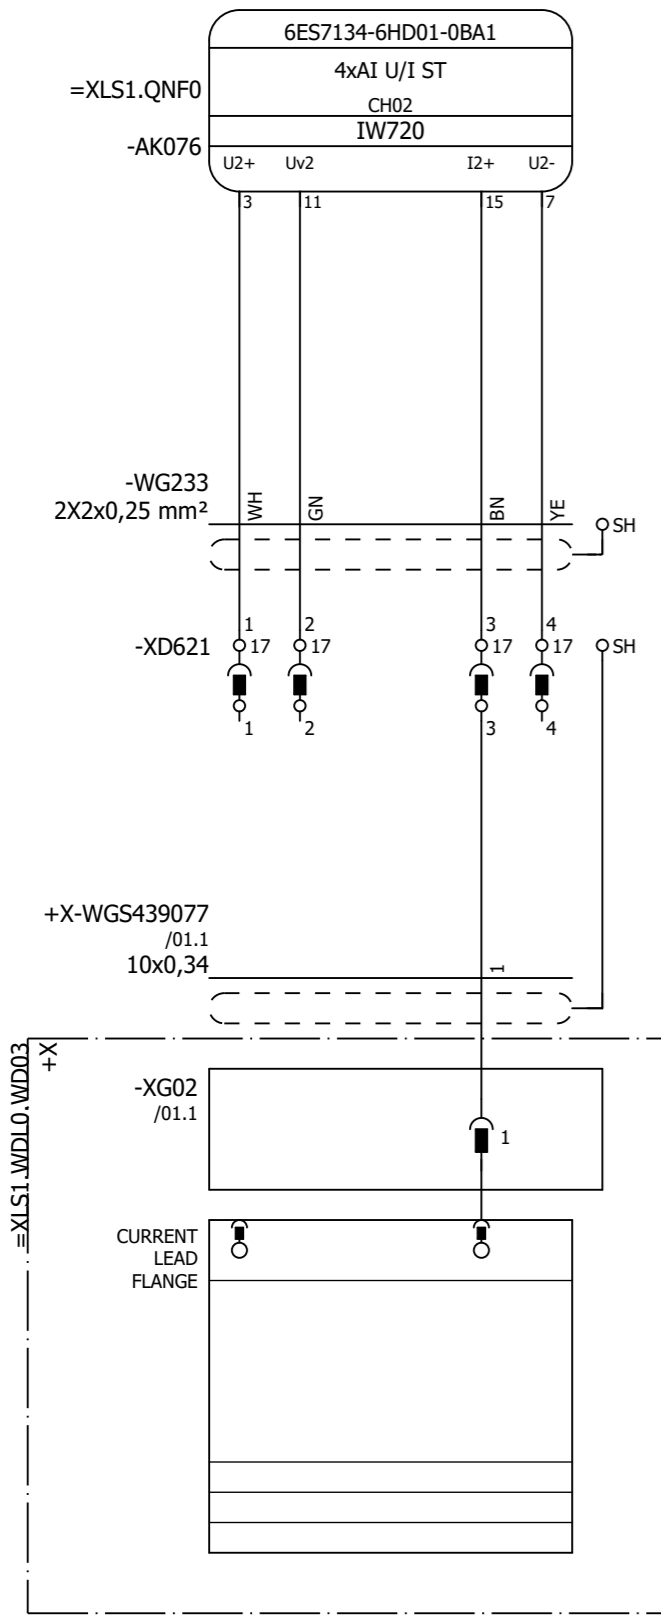 6ES7134-6HD01-0BA1
4xAI U/I ST
=XLS1.QNF0
CH02
IW720
-AK076
U2+ Uv2 I2+ U2-
3 11 15 7
-WG233
2X2x0,25 mm²
WH GN BN YE
SH
1 2 3 4
-XD621
17 17 17 17 SH
1 2 3 4
+X-WGS439077
/01.1
10x0,34
1
=XLS1.WDL0.WD03
+X
-XG02
/01.1
1
CURRENT
LEAD
FLANGE